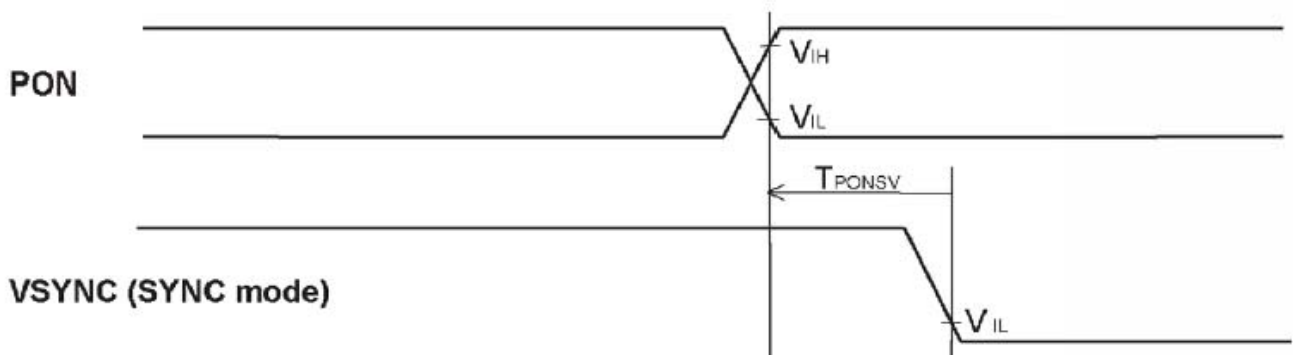 PON
VIH
VIL
TPONSV
VSYNC (SYNC mode)
VIL